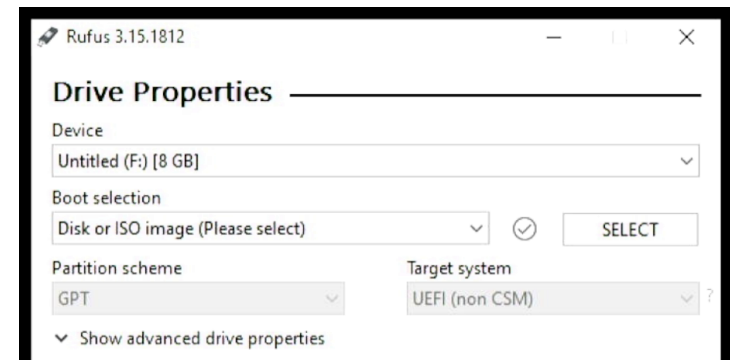 Rufus 3.15.1812
Drive Properties
Device
Untitled (F:) [8 GB]
Boot selection
Disk or ISO image (Please select)
SELECT
Partition scheme
Target system
GPT
UEFI (non CSM)
?
Show advanced drive properties